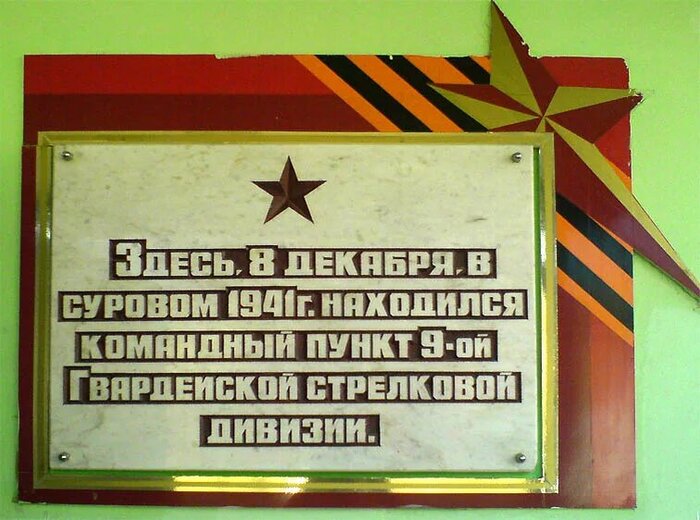 Здесь, 8 декабря, в
суровом 1941г. находился
командный пункт 9-ой
Гвардейской стрелковой
дивизии.